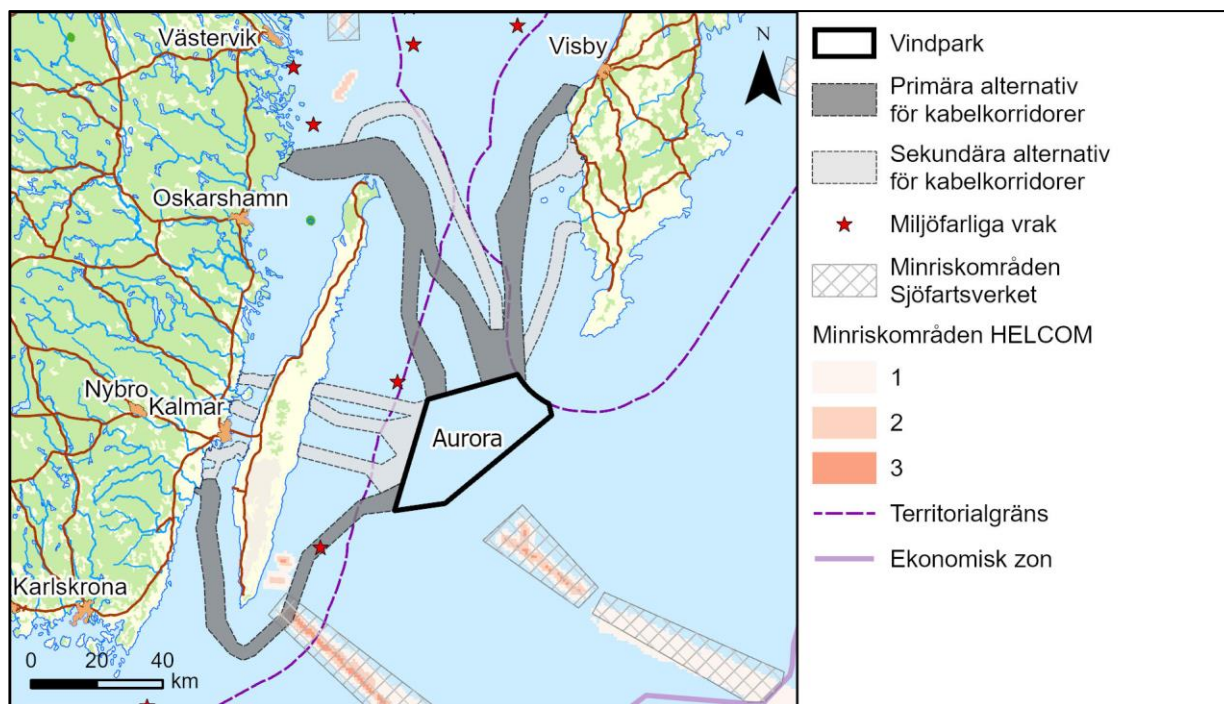 Västervik
Visby
Oskarshamn
Nybro
Kalmar
Aurora
Karlskrona
0 20 40
km
N
Vindpark
Primära alternativ
för kabelkorridorer
Sekundära alternativ
för kabelkorridorer
Miljöfarliga vrak
Minriskområden
Sjöfartsverket
Minriskområden HELCOM
1
2
3
Territorialgräns
Ekonomisk zon